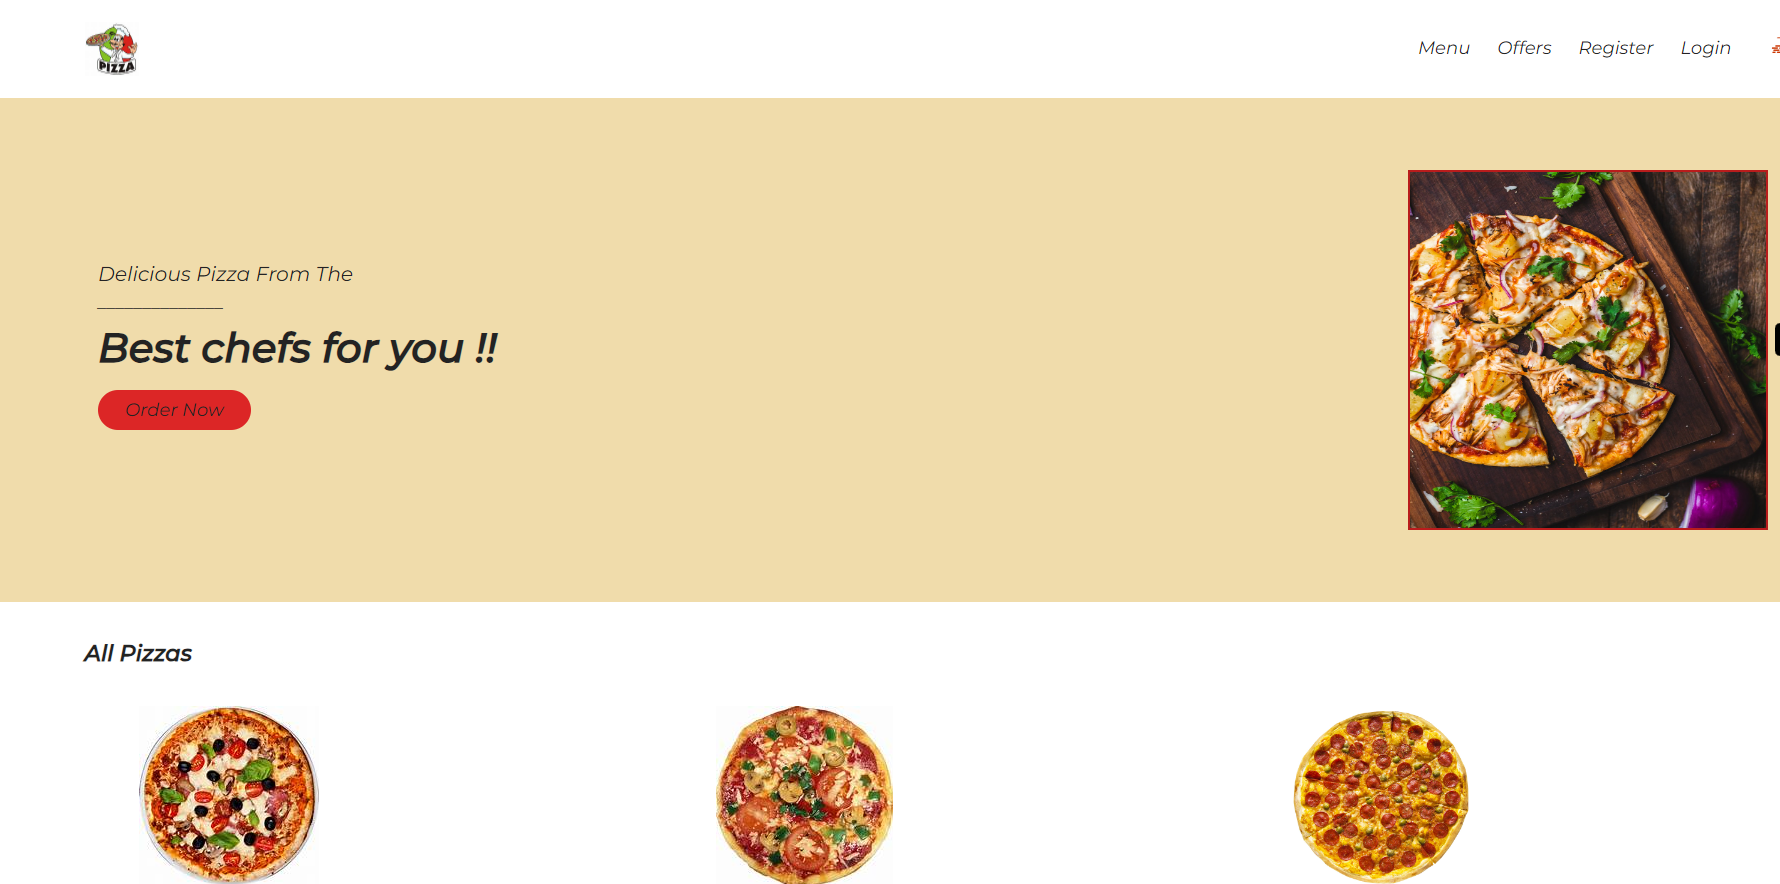 PIZZA
Menu Offers Register Login
Delicious Pizza From The
Best chefs for you !!
Order Now
All Pizzas